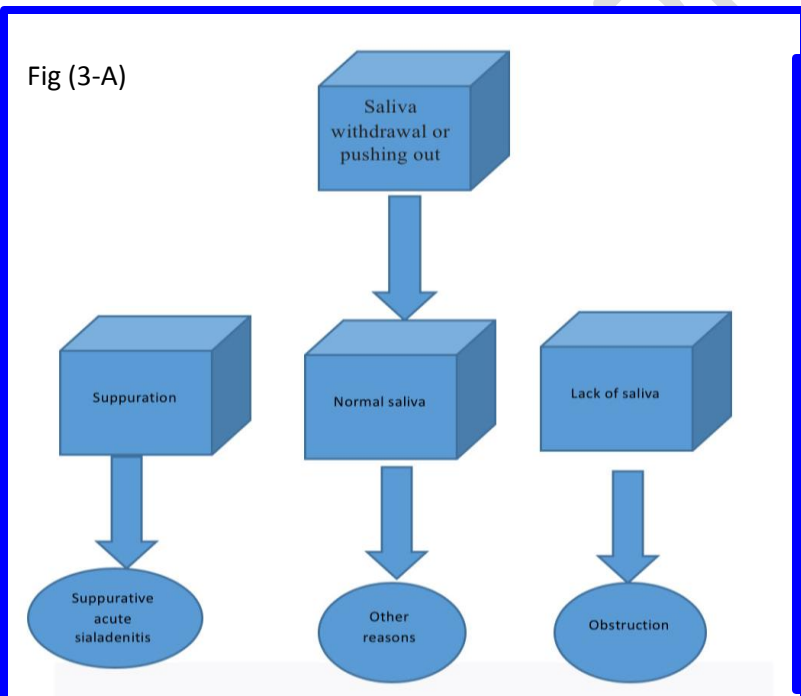 Fig (3-A)
Saliva
withdrawal or
pushing out
Suppuration
Normal saliva
Lack of saliva
Suppurative
acute
sialadenitis
Other
reasons
Obstruction